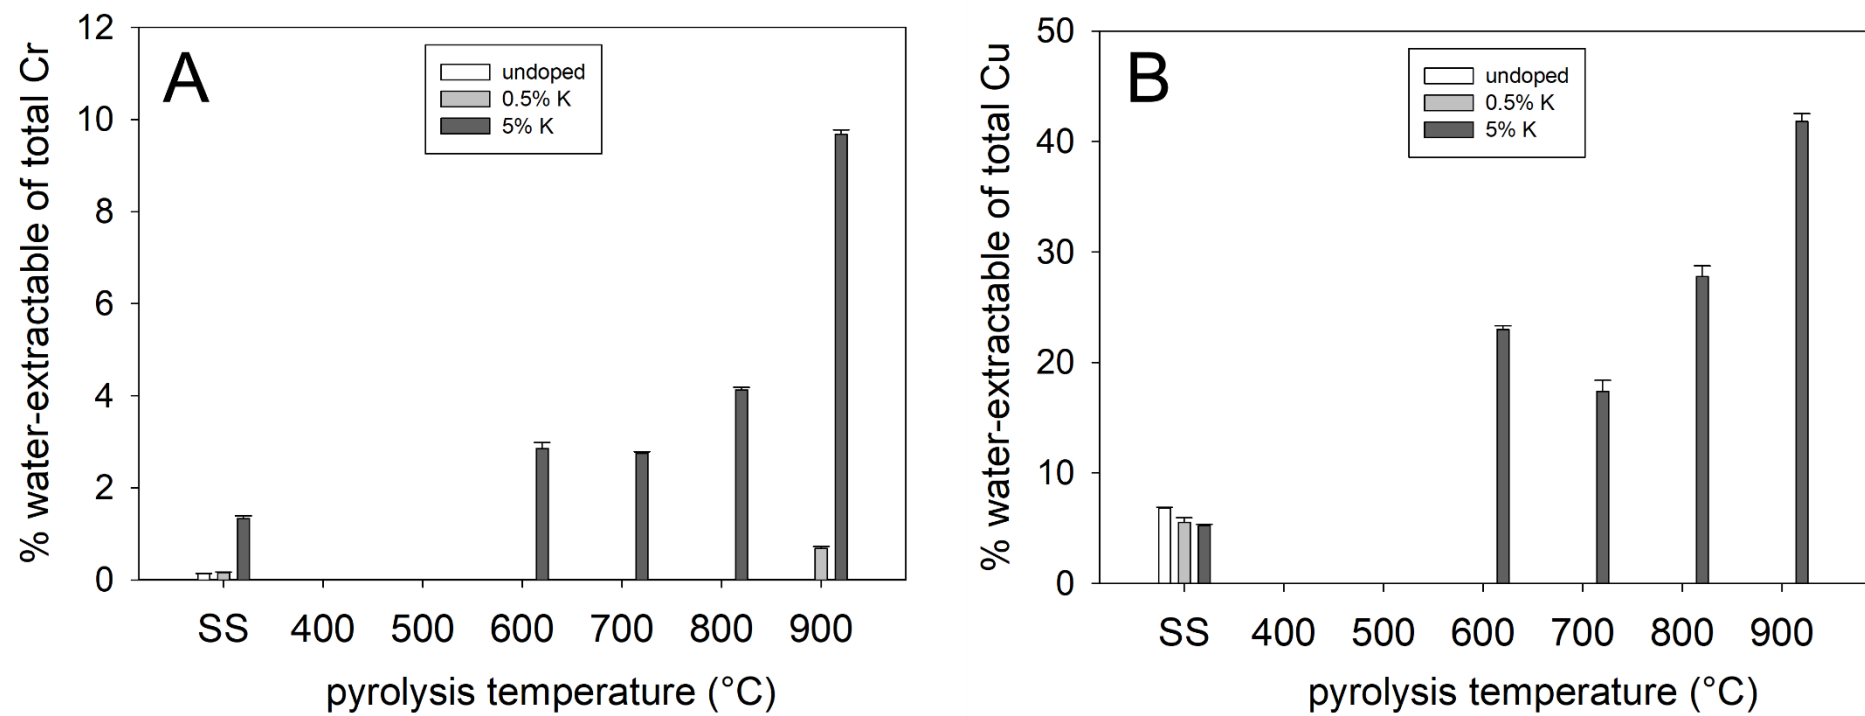 A
undoped
0.5% K
5% K
% water-extractable of total Cr
12
10
8
6
4
2
0
SS 400 500 600 700 800 900
pyrolysis temperature (°C)
B
undoped
0.5% K
5% K
% water-extractable of total Cu
50
40
30
20
10
0
SS 400 500 600 700 800 900
pyrolysis temperature (°C)